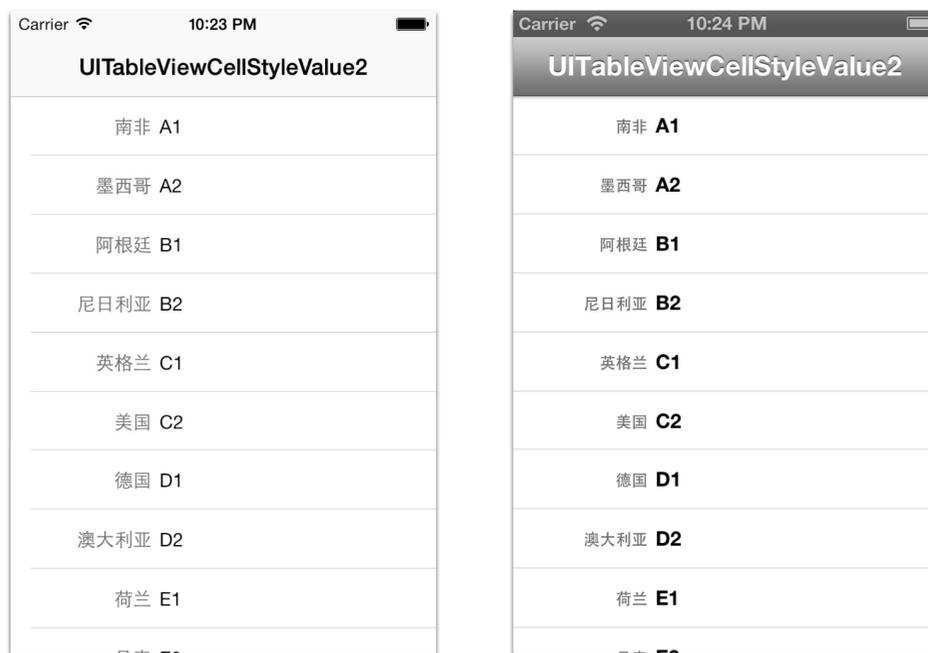 Carrier 10:23 PM
UITableViewCellStyleValue2
南非 A1
墨西哥 A2
阿根廷 B1
尼日利亚 B2
英格兰 C1
美国 C2
德国 D1
澳大利亚 D2
荷兰 E1
Carrier 10:24 PM
UITableViewCellStyleValue2
南非 A1
墨西哥 A2
阿根廷 B1
尼日利亚 B2
英格兰 C1
美国 C2
德国 D1
澳大利亚 D2
荷兰 E1